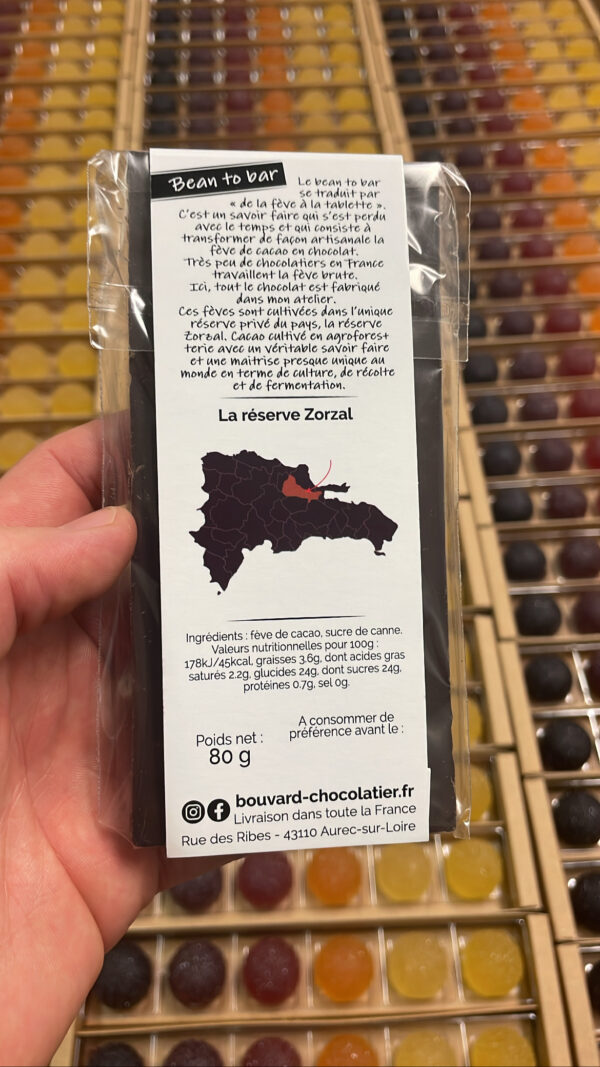 Bean to bar
Le bean to bar
se traduit par
« de la fève à la tablette ».
C'est un savoir faire qui s'est perdu
avec le temps et qui consiste à
transformer de façon artisanale la
fève de cacao en chocolat.
Très peu de chocolatiers en France
travaillent la fève brute.
Ici, tout le chocolat est fabriqué
dans mon atelier.
Ces fèves sont cultivées dans l'unique
réserve privé du pays, la réserve
Zorzal. Cacao cultivé en agroforest
terie avec un véritable savoir faire
et une maitrise presque unique au
monde en terme de culture, de récolte
et de fermentation.
La réserve Zorzal
Ingrédients : fêve de cacao, sucre de canne.
Valeurs nutritionnelles pour 100g :
178kJ/45kcal, graisses 3.6g, dont acides gras
saturés 2.2g, glucides 24g, dont sucres 24g,
protéines 0.7g, sel 0g.
Poids net :
80 g
A consommer de
préférence avant le :
bouvard-chocolatier.fr
Livraison dans toute la France
Rue des Ribes - 43110 Aurec-sur-Loire